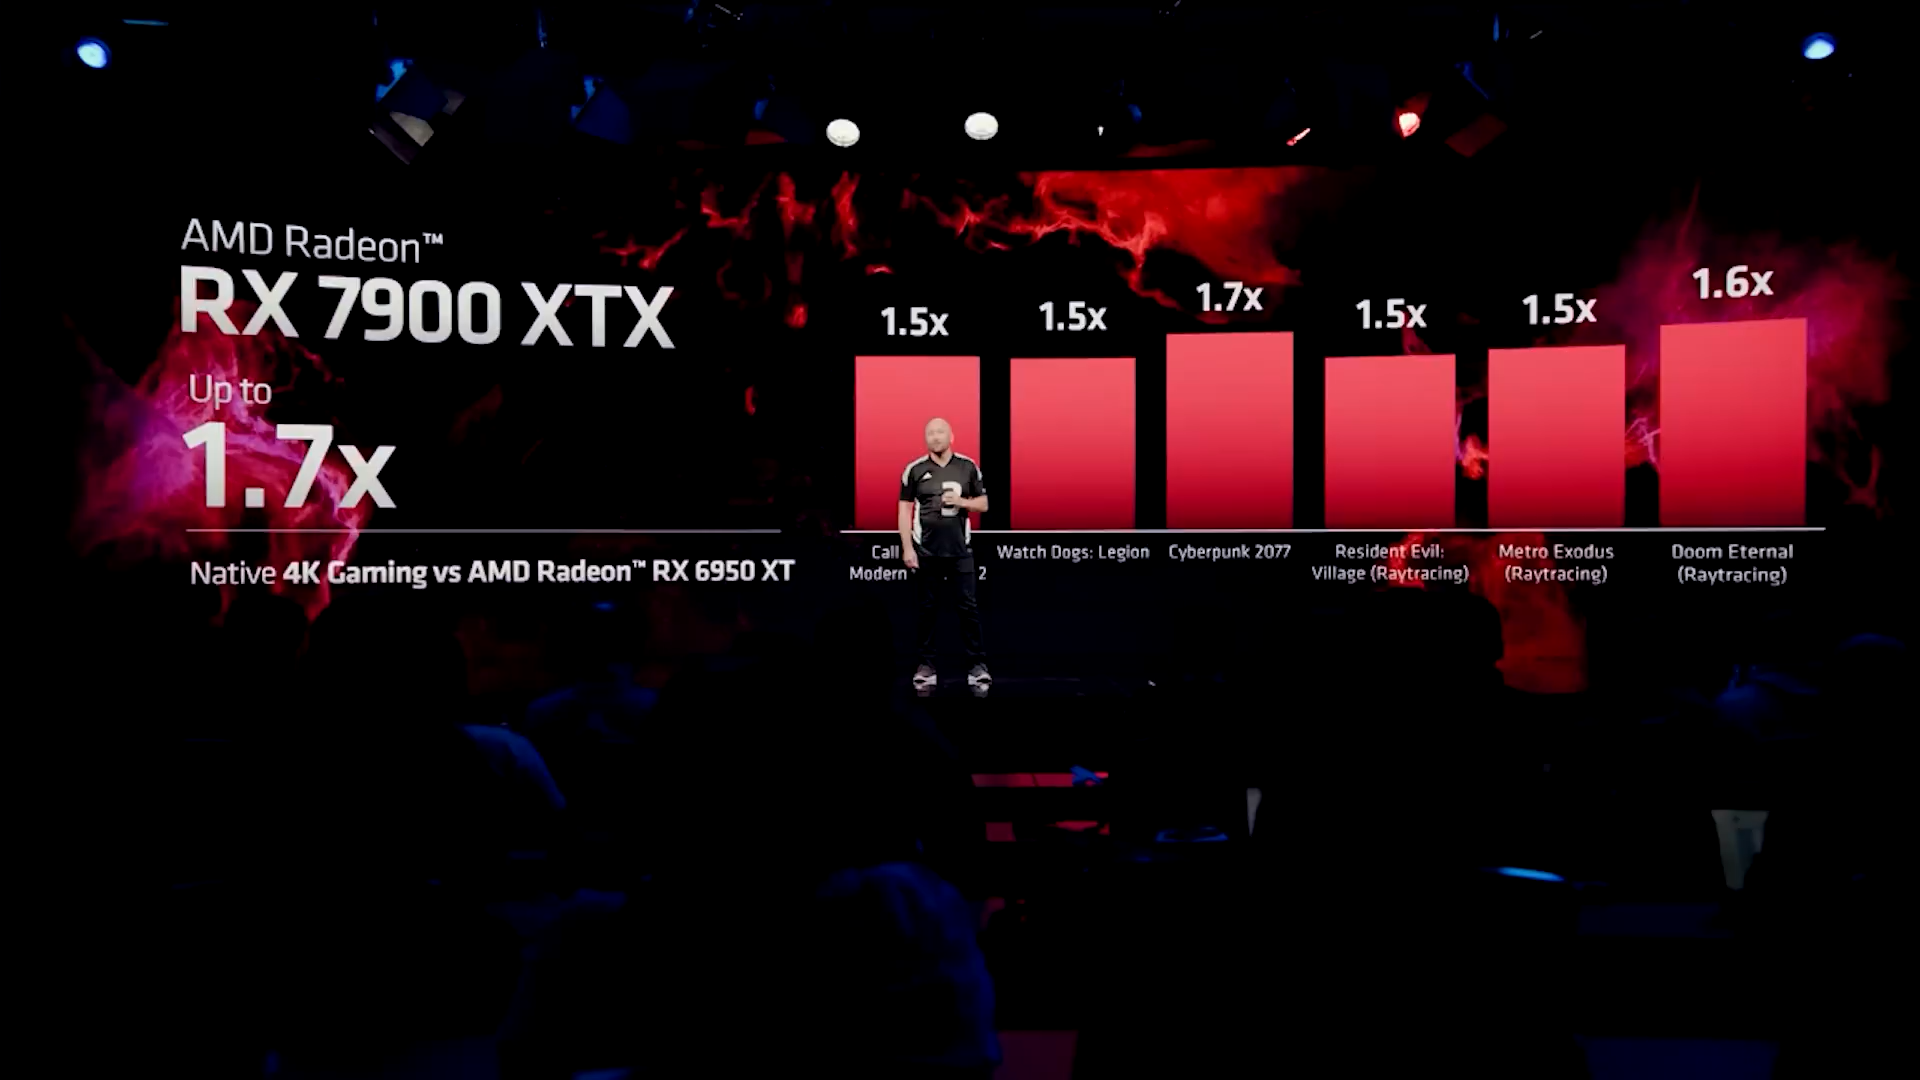 AMD Radeon™
RX 7900 XTX
Up to
1.7x
Native 4K Gaming vs AMD Radeon™ RX 6950 XT
1.5x
1.5x
1.7x
1.5x
1.5x
1.6x
Call
Modern 2
Watch Dogs: Legion
Cyberpunk 2077
Resident Evil:
Village (Raytracing)
Metro Exodus
(Raytracing)
Doom Eternal
(Raytracing)